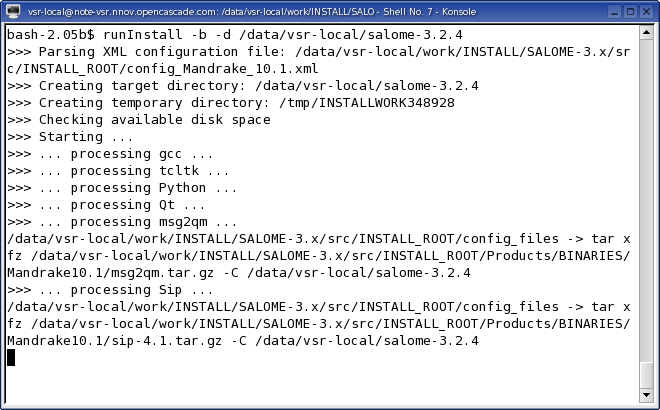 vsr-local@note-vsr.nnov.opencascade.com: /data/vsr-local/work/INSTALL/SALO - Shell No. 7 - Konsole
bash-2.05b$ runInstall -b -d /data/vsr-local/salome-3.2.4
>>> Parsing XML configuration file: /data/vsr-local/work/INSTALL/SALOME-3.x/sr
c/INSTALL_ROOT/config_Mandrake_10.1.xml
>>> Creating target directory: /data/vsr-local/salome-3.2.4
>>> Creating temporary directory: /tmp/INSTALLWORK348928
>>> Checking available disk space
>>> Starting ...
>>> ... processing gcc ...
>>> ... processing tcltk ...
>>> ... processing Python ...
>>> ... processing Qt ...
>>> ... processing msg2qm ...
/data/vsr-local/work/INSTALL/SALOME-3.x/src/INSTALL_ROOT/config_files -> tar x
fz /data/vsr-local/work/INSTALL/SALOME-3.x/src/INSTALL_ROOT/Products/BINARIES/
Mandrake10.1/msg2qm.tar.gz -C /data/vsr-local/salome-3.2.4
>>> ... processing Sip ...
/data/vsr-local/work/INSTALL/SALOME-3.x/src/INSTALL_ROOT/config_files -> tar x
fz /data/vsr-local/work/INSTALL/SALOME-3.x/src/INSTALL_ROOT/Products/BINARIES/
Mandrake10.1/sip-4.1.tar.gz -C /data/vsr-local/salome-3.2.4